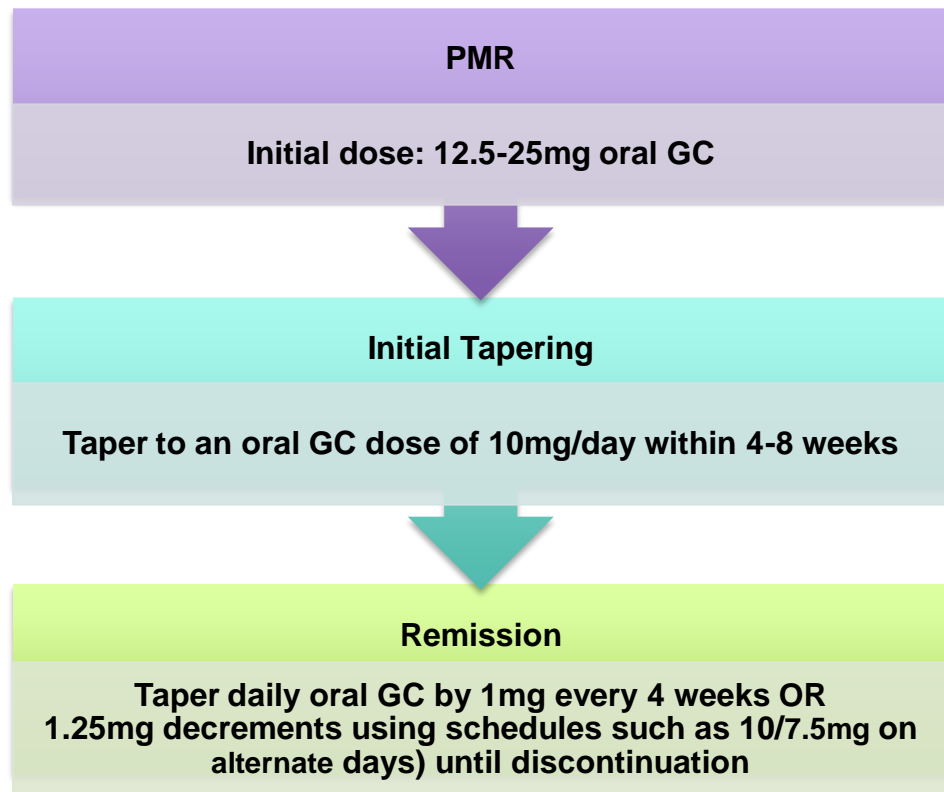 PMR
Initial dose: 12.5-25mg oral GC
Initial Tapering
Taper to an oral GC dose of 10mg/day within 4-8 weeks
Remission
Taper daily oral GC by 1mg every 4 weeks OR
1.25mg decrements using schedules such as 10/7.5mg on
alternate days) until discontinuation